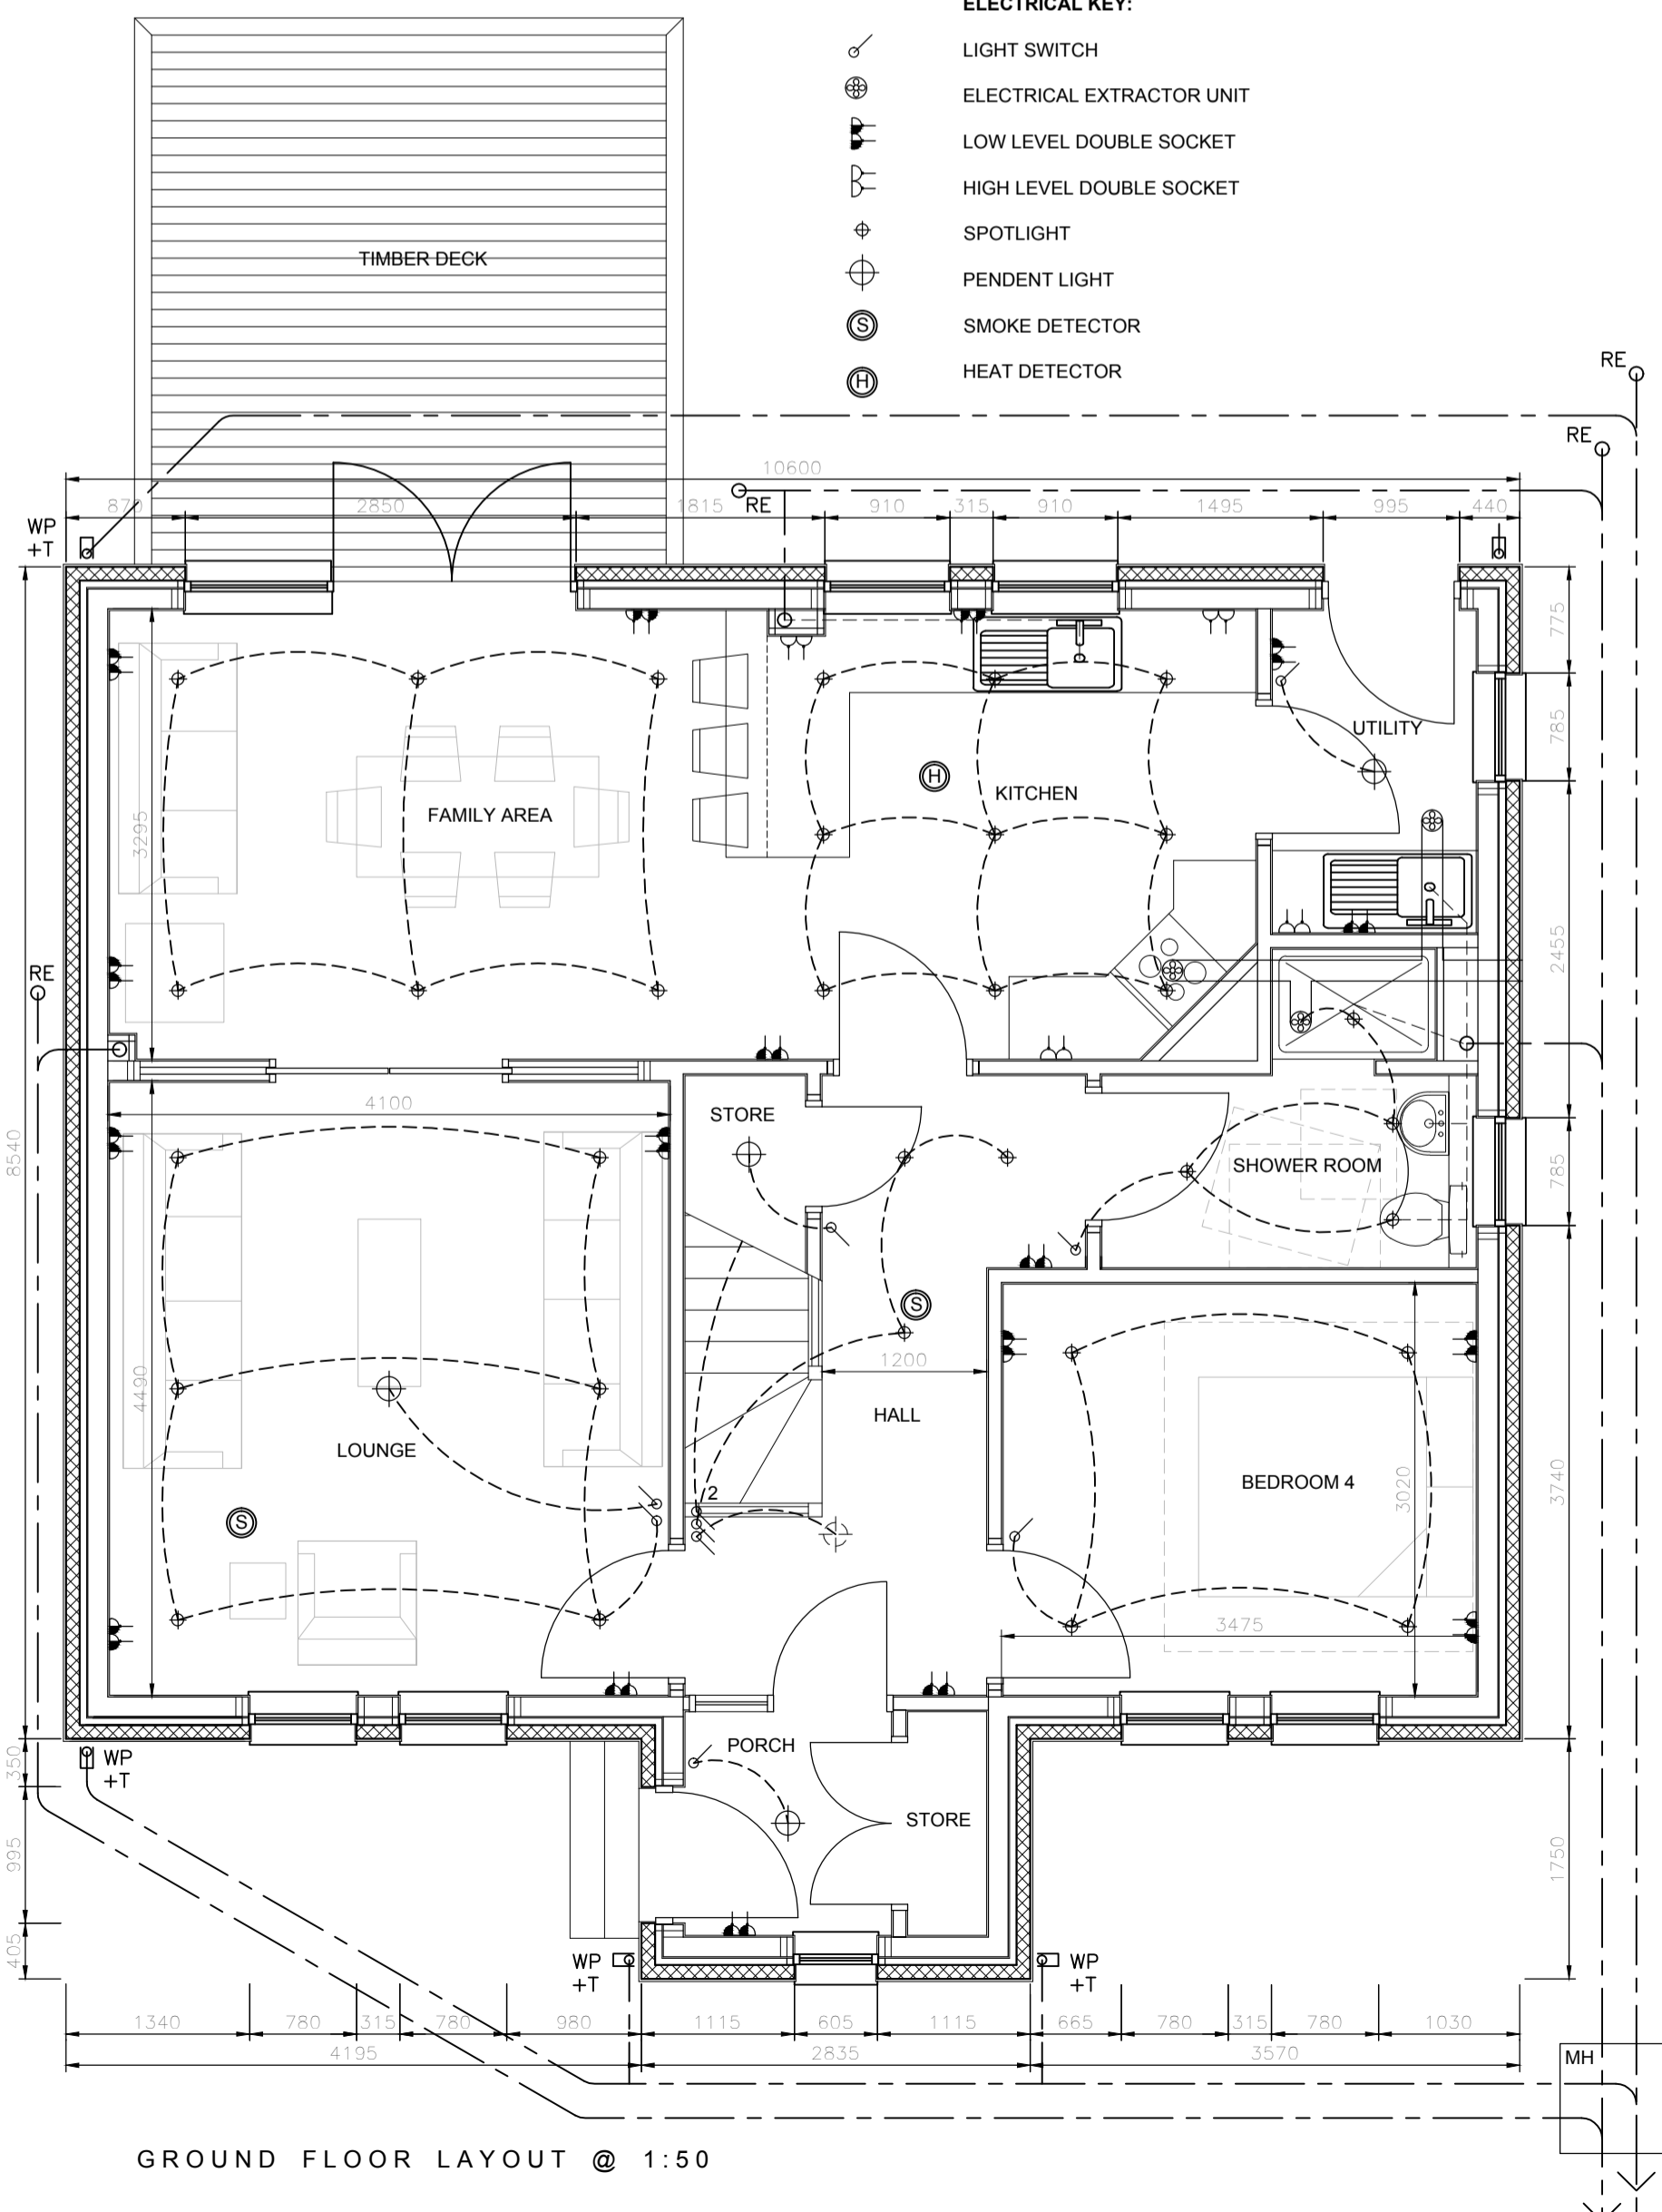 ELECTRICAL KEY:
LIGHT SWITCH
ELECTRICAL EXTRACTOR UNIT
LOW LEVEL DOUBLE SOCKET
HIGH LEVEL DOUBLE SOCKET
SPOTLIGHT
PENDENT LIGHT
S SMOKE DETECTOR
H HEAT DETECTOR
TIMBER DECK
RE
RE
10600
870 2850 1815 910 315 910 1495 995 440
RE
WP
+T
775
785
2455
785
3740
1750
8540
350
995
405
UTILITY
H
KITCHEN
FAMILY AREA
3295
RE
4100
STORE
SHOWER ROOM
S
1200
4490
HALL
LOUNGE
BEDROOM 4
3020
2
S
3475
PORCH
WP
+T
STORE
WP
+T
WP
+T
1340 780 315 780 980 1115 605 1115 665 780 315 780 1030
4195 2835 3570
MH
GROUND FLOOR LAYOUT @ 1:50